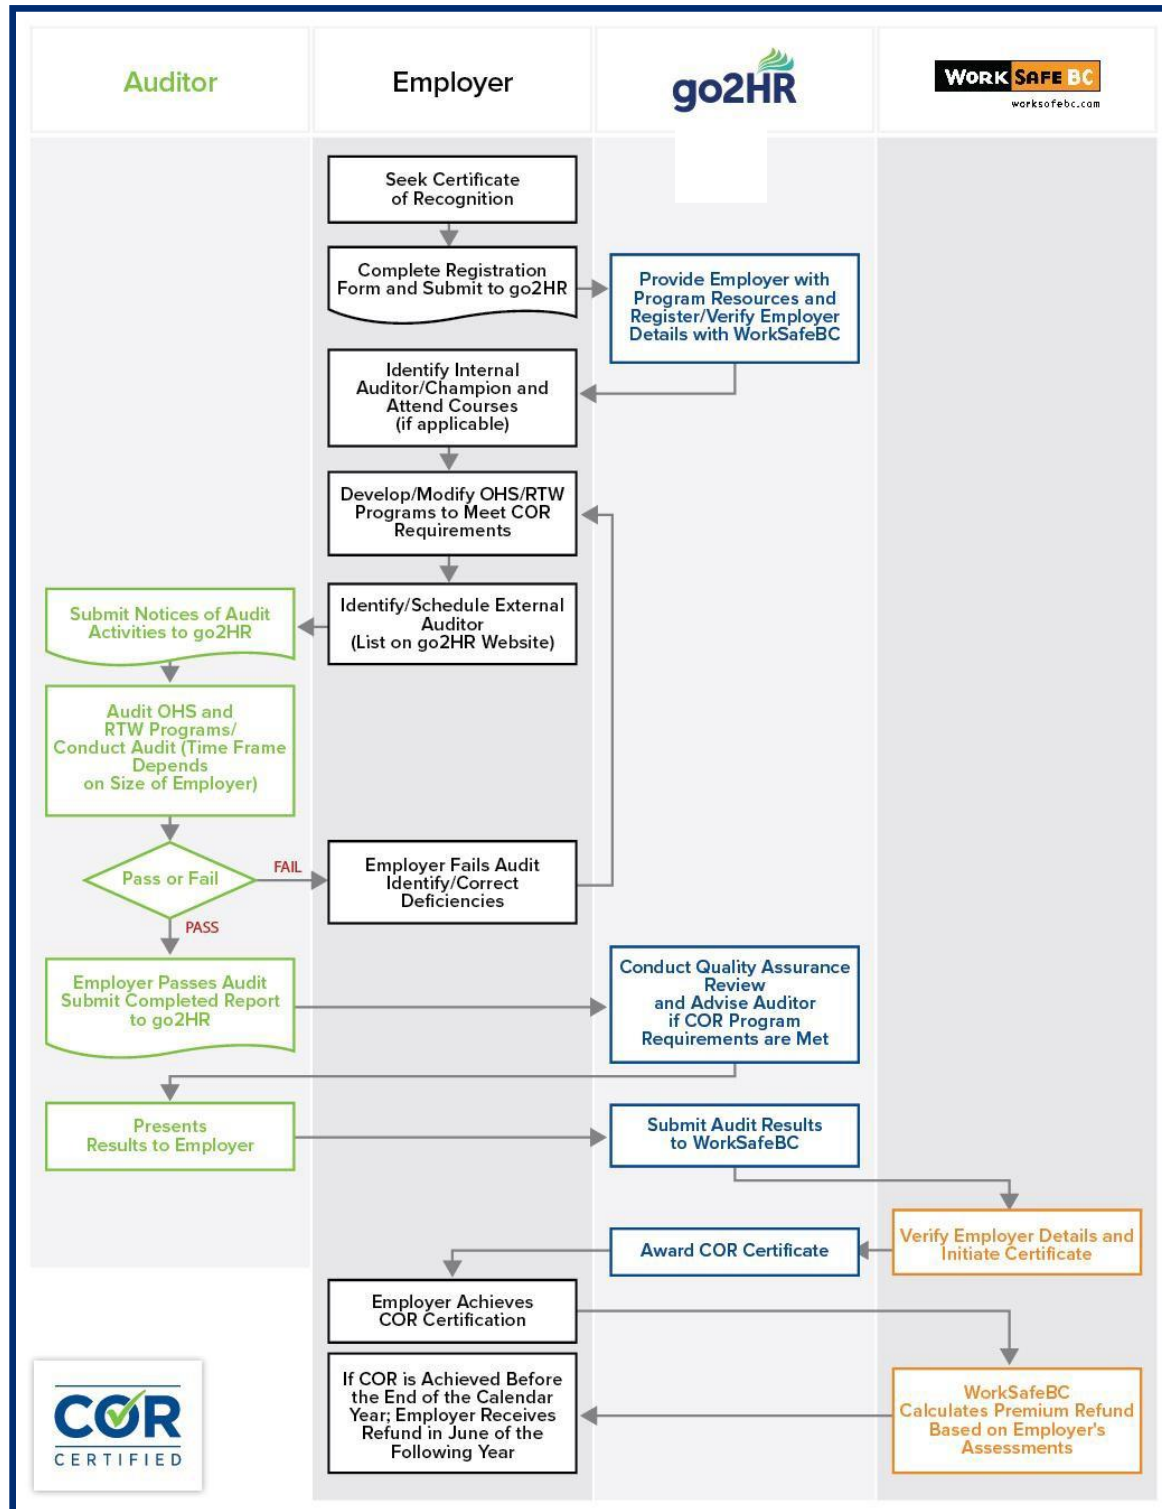 Auditor
Employer
go2HR
WORK SAFE BC
worksafebc.com
Seek Certificate
of Recognition
Complete Registration
Form and Submit to go2HR
Provide Employer with
Program Resources and
Register/Verify Employer
Details with WorkSafeBC
Identify Internal
Auditor/Champion and
Attend Courses
(if applicable)
Develop/Modify OHS/RTW
Programs to Meet COR
Requirements
Identify/Schedule External
Auditor
(List on go2HR Website)
Submit Notices of Audit
Activities to go2HR
Audit OHS and
RTW Programs/
Conduct Audit (Time Frame
Depends
on Size of Employer)
Pass or Fail
FAIL
Employer Fails Audit
Identify/Correct
Deficiencies
PASS
Employer Passes Audit
Submit Completed Report
to go2HR
Conduct Quality Assurance
Review
and Advise Auditor
if COR Program
Requirements are Met
Presents
Results to Employer
Submit Audit Results
to WorkSafeBC
Verify Employer Details and
Initiate Certificate
Award COR Certificate
Employer Achieves
COR Certification
If COR is Achieved Before
the End of the Calendar
Year; Employer Receives
Refund in June of the
Following Year
WorkSafeBC
Calculates Premium Refund
Based on Employer's
Assessments
COR
CERTIFIED